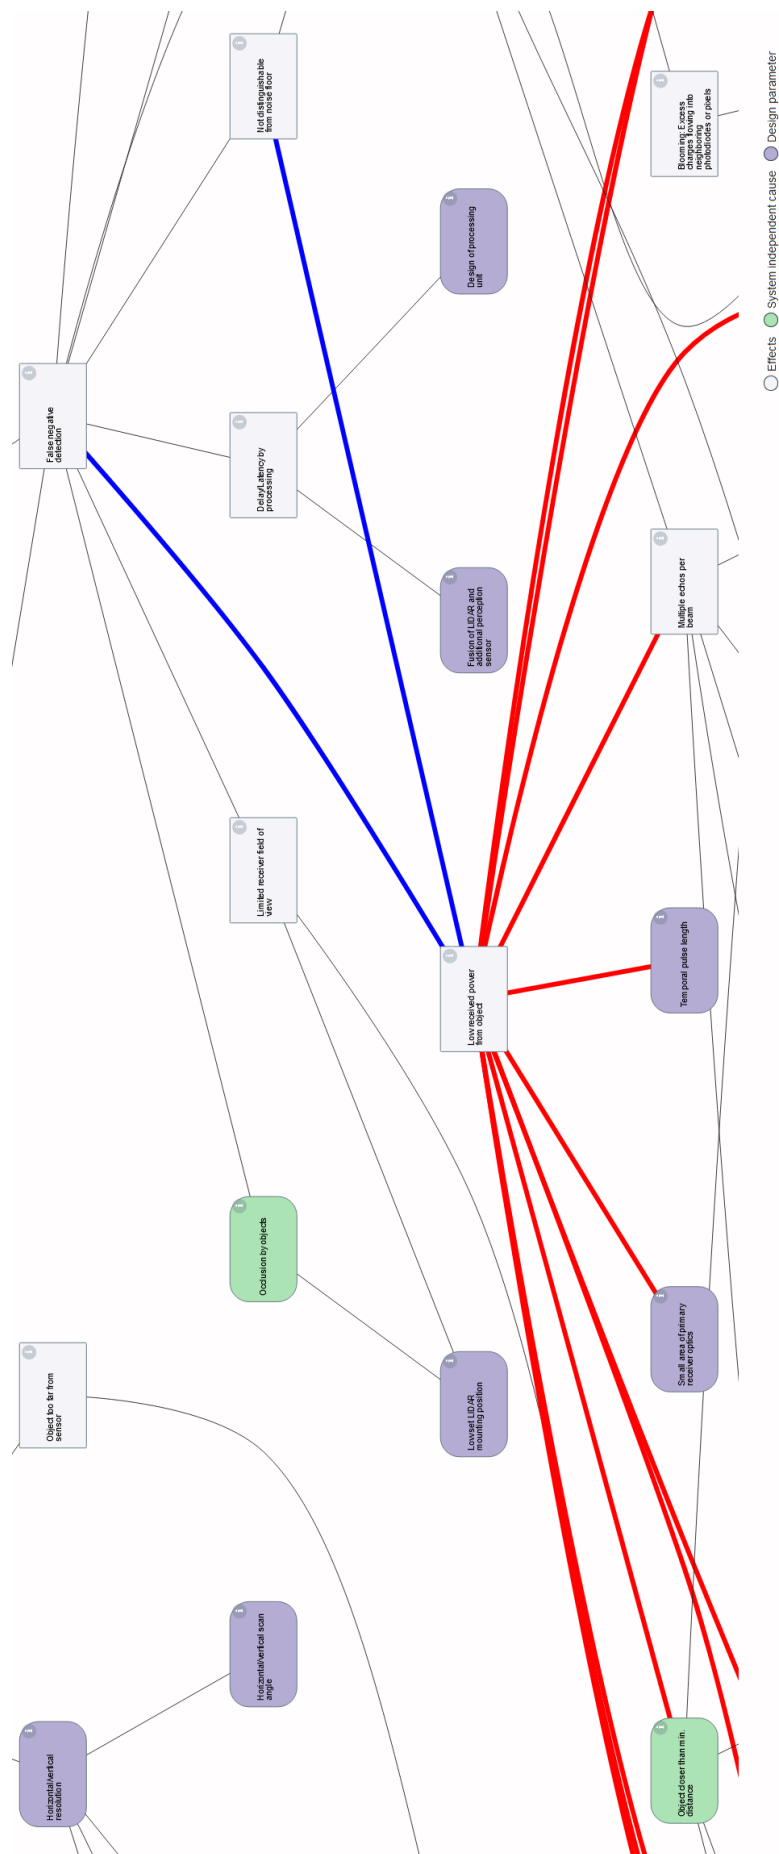 False negative
detection
Object too far from
sensor
Horizontal/vertical
resolution
Not distinguishable
from noise floor
Delay/Latency by
processing
Limited receiver field of
view
Occlusion by objects
Horizontal/vertical scan
angle
Design of processing
unit
Fusion of LIDAR and
additional perception
sensor
Low received power
from object
Low set LIDAR
mounting position
Blooming: Excess
charges flowing into
neighboring
photodiodes or pixels
Multiple echos per
beam
Temporal pulse length
Small area of primary
receiver optics
Object closer than min.
distance
Effects
System independent cause
Design parameter